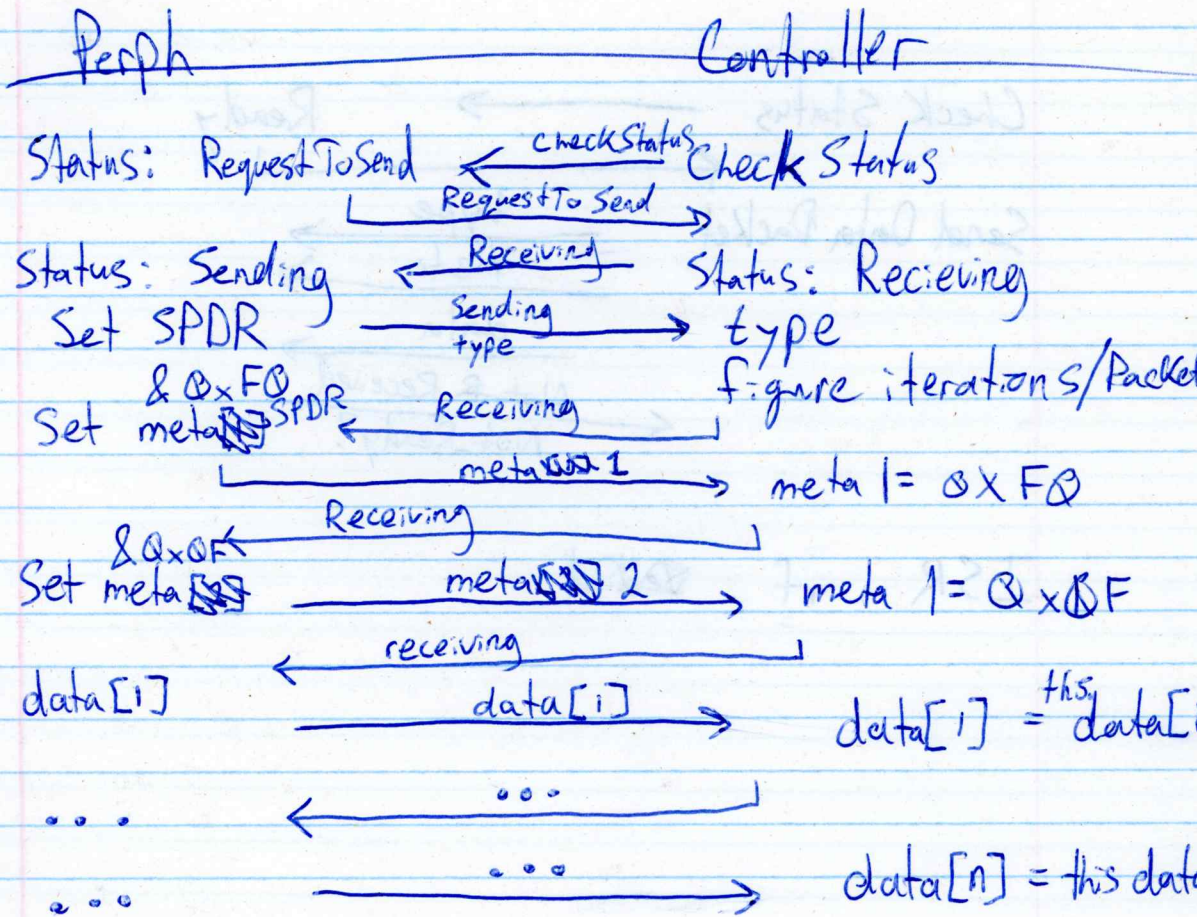 Perph Controller
Status: RequestToSend checkStatus Check Status
RequestTo Send
Status: Sending Receiving Status: Recieving
Set SPDR Sending type
type
& 0xF0 figure iterations/Packet
Set meta SPDR Receiving
meta 1 meta 1 = 0XF0
Receiving
& 0x0F
Set meta meta 2 meta 1 = 0x0F
receiving
data[i] data[i] data[i] = this data[i
... ...
... ... data[n] = this data